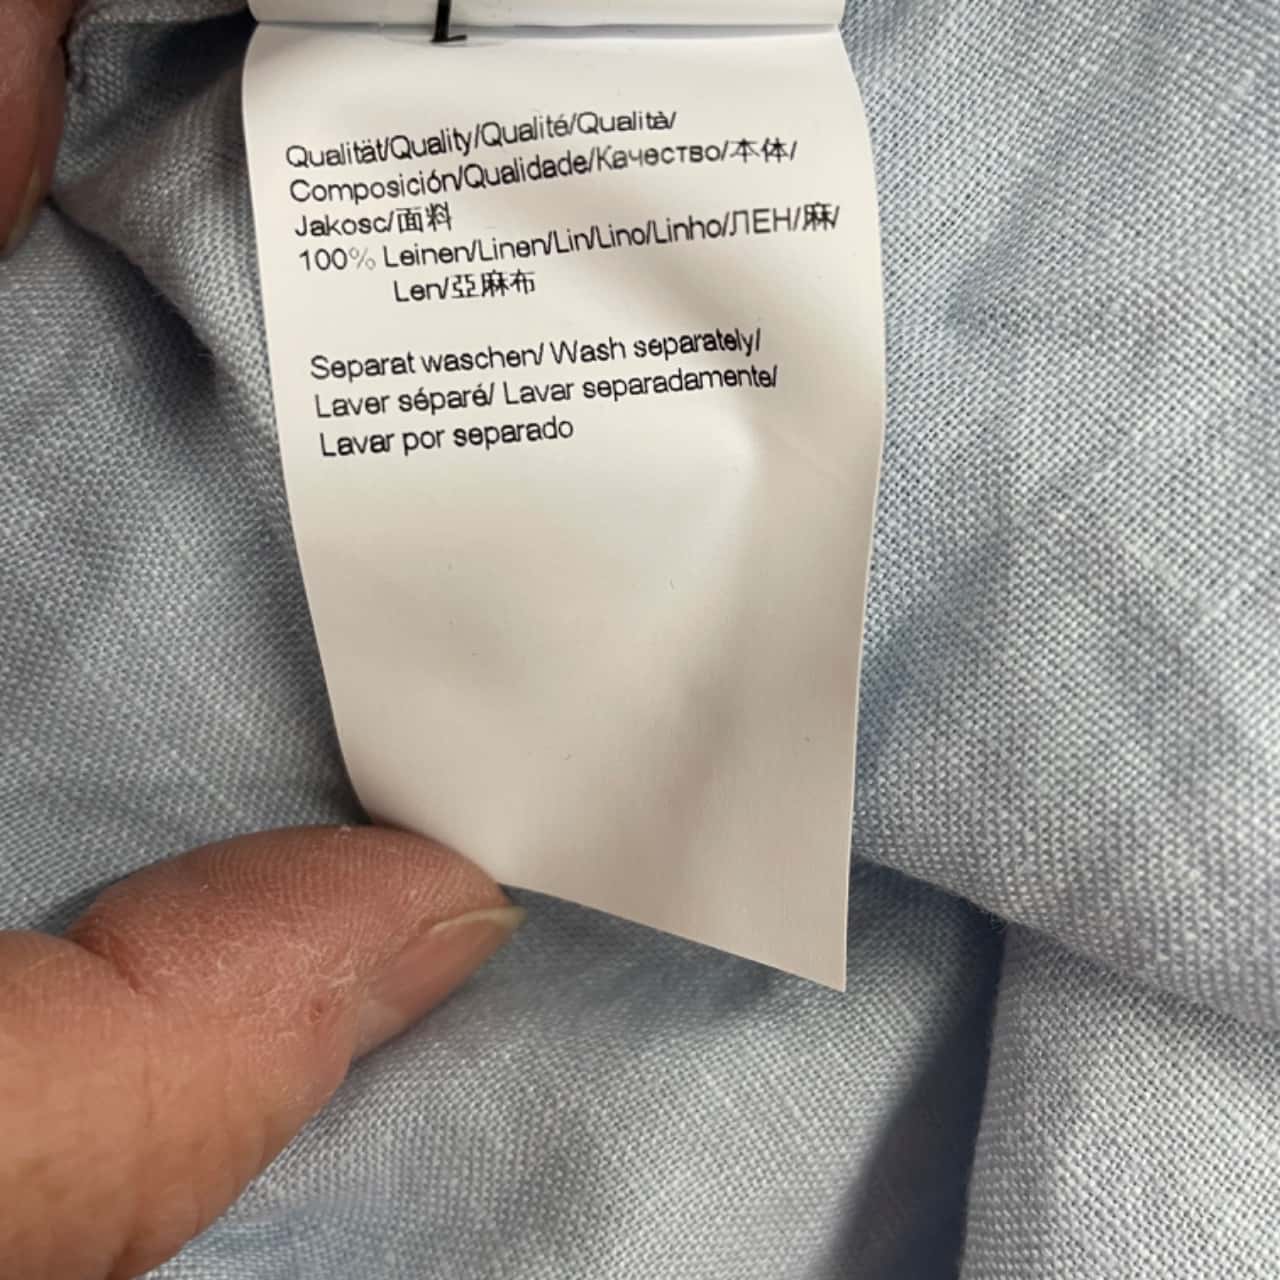 L
Qualität/Quality/Qualité/Qualità/
Composición/Qualidade/Качество/本体/
Jakosc/面料
100% Leinen/Linen/Lin/Lino/Linho/ЛЕН/麻/
Len/亞麻布
Separat waschen/ Wash separately/
Laver séparé/ Lavar separadamente/
Lavar por separado